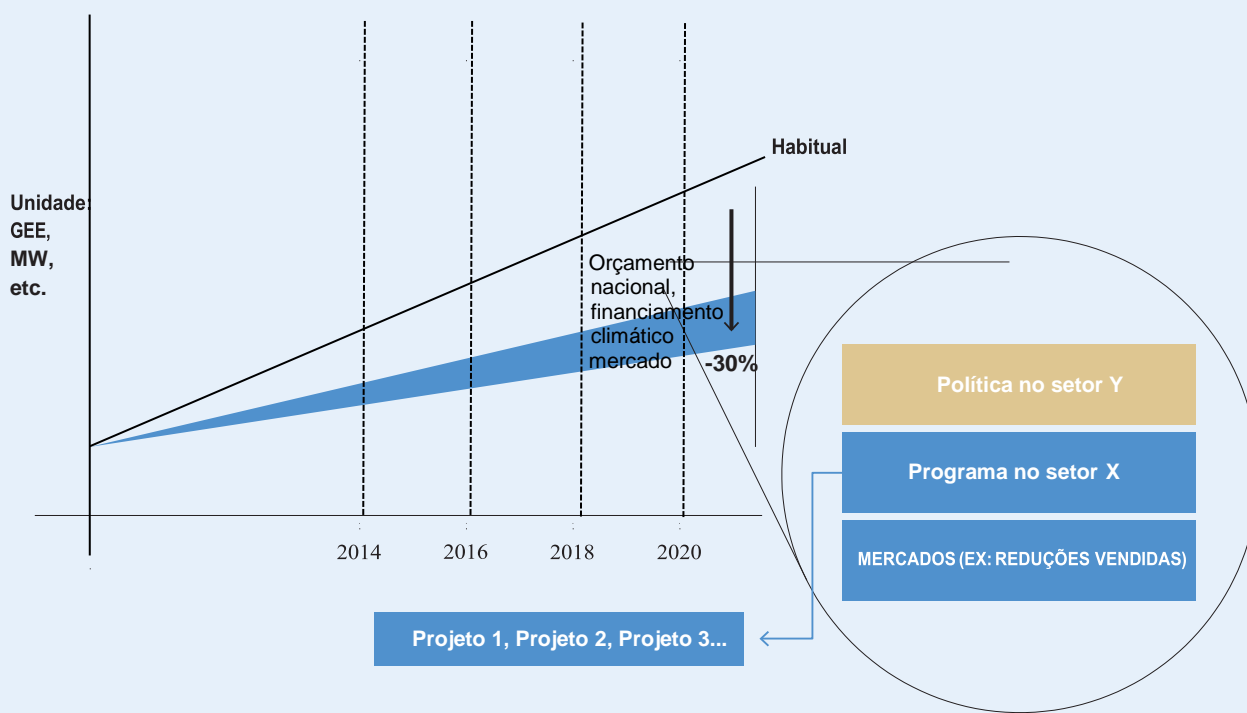 Habitual
Unidade:
GEE,
MW,
etc.
Orçamento
nacional,
financiamento
climático
mercado
-30%
Política no setor Y
Programa no setor X
MERCADOS (EX: REDUÇÕES VENDIDAS)
2014 2016 2018 2020
Projeto 1, Projeto 2, Projeto 3...